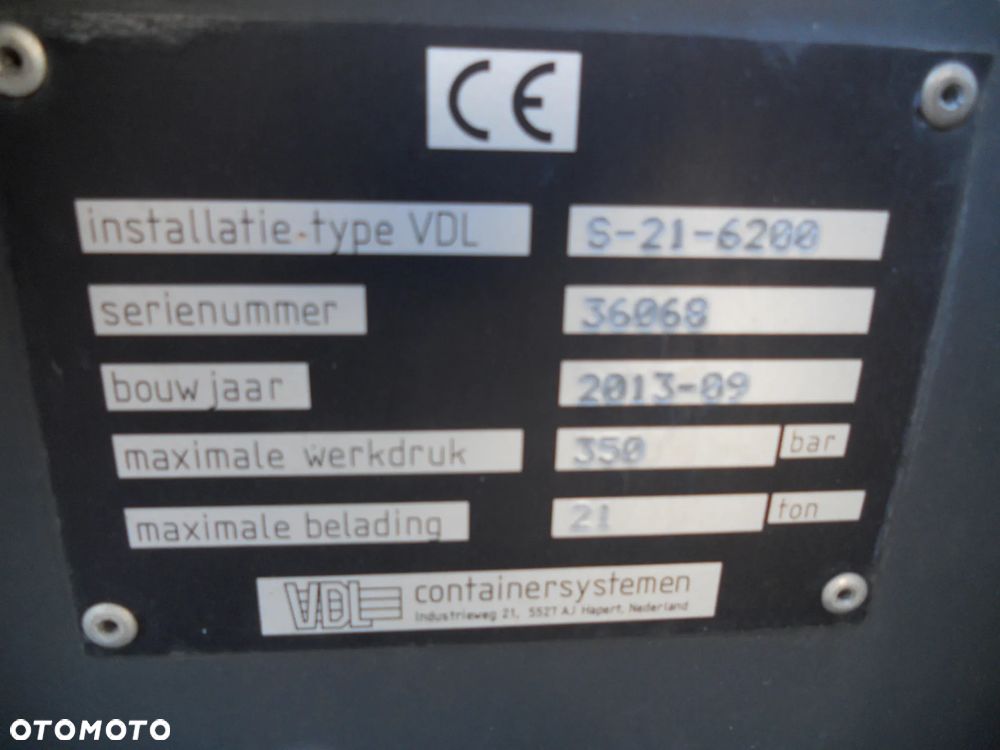 CE
installatie-type VDL S-21-6200
serienummer 36068
bouwjaar 2013-09
maximale werkdruk 350 bar
maximale belading 21 ton
VDL containersystemen
Industrieweg 21, 5527 AJ Hapert, Nederland
OTOMOTO